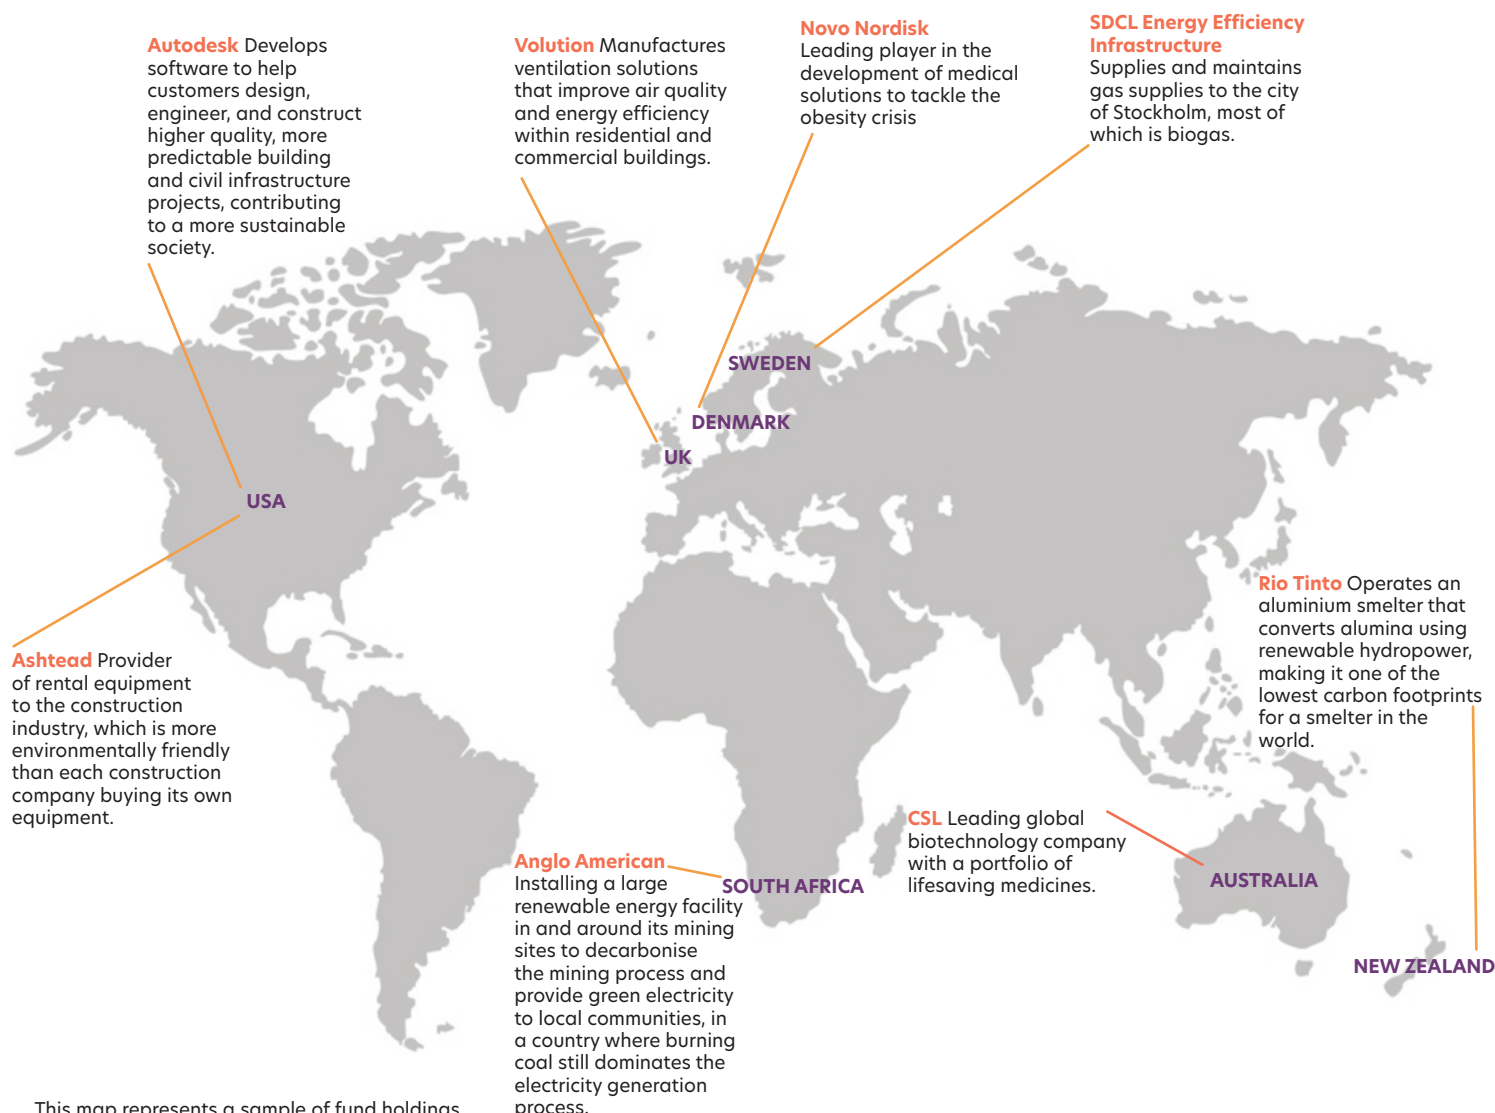 Autodesk Develops
software to help
customers design,
engineer, and construct
higher quality, more
predictable building
and civil infrastructure
projects, contributing
to a more sustainable
society.
Volution Manufactures
ventilation solutions
that improve air quality
and energy efficiency
within residential and
commercial buildings.
Novo Nordisk
Leading player in the
development of medical
solutions to tackle the
obesity crisis
SDCL Energy Efficiency
Infrastructure
Supplies and maintains
gas supplies to the city
of Stockholm, most of
which is biogas.
SWEDEN
DENMARK
UK
USA
Rio Tinto Operates an
aluminium smelter that
converts alumina using
renewable hydropower,
making it one of the
lowest carbon footprints
for a smelter in the
world.
Ashtead Provider
of rental equipment
to the construction
industry, which is more
environmentally friendly
than each construction
company buying its own
equipment.
CSL Leading global
biotechnology company
with a portfolio of
lifesaving medicines.
Anglo American
Installing a large
renewable energy facility
in and around its mining
sites to decarbonise
the mining process and
provide green electricity
to local communities, in
a country where burning
coal still dominates the
electricity generation
process.
SOUTH AFRICA
AUSTRALIA
NEW ZEALAND
This map represents a sample of fund holdings